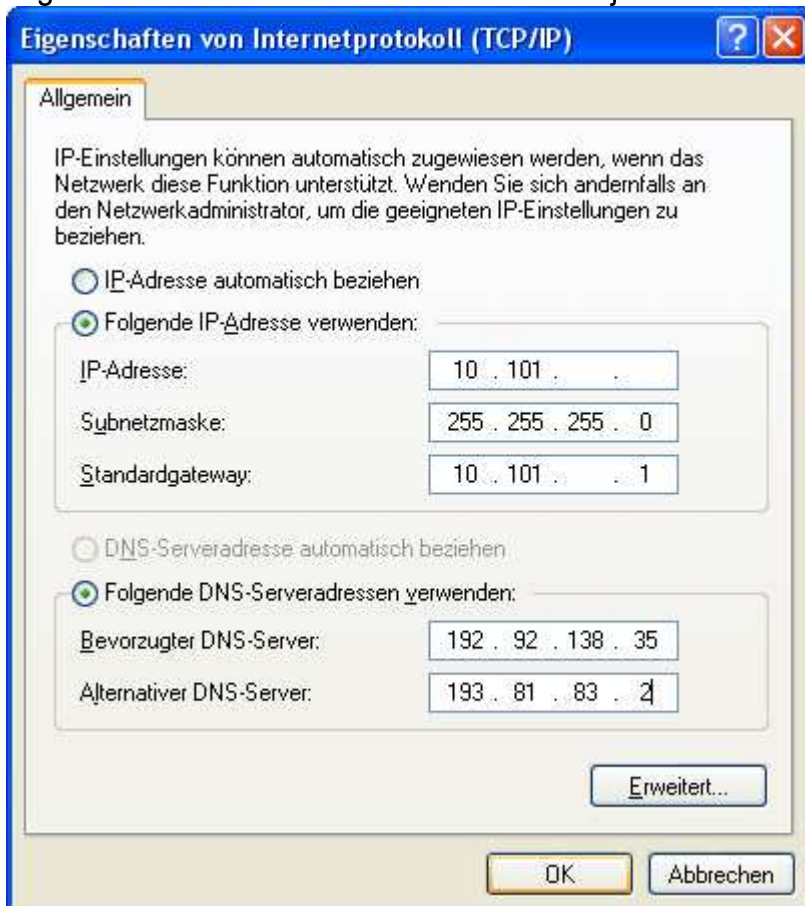 Eigenschaften von Internetprotokoll (TCP/IP)
Allgemein
IP-Einstellungen können automatisch zugewiesen werden, wenn das
Netzwerk diese Funktion unterstützt. Wenden Sie sich andernfalls an
den Netzwerkadministrator, um die geeigneten IP-Einstellungen zu
beziehen.
IP-Adresse automatisch beziehen
Folgende IP-Adresse verwenden:
IP-Adresse: 10 . 101 . .
Subnetzmaske: 255 . 255 . 255 . 0
Standardgateway: 10 . 101 . . 1
DNS-Serveradresse automatisch beziehen
Folgende DNS-Serveradressen verwenden:
Bevorzugter DNS-Server: 192 . 92 . 138 . 35
Alternativer DNS-Server: 193 . 81 . 83 . 2
Erweitert...
OK Abbrechen